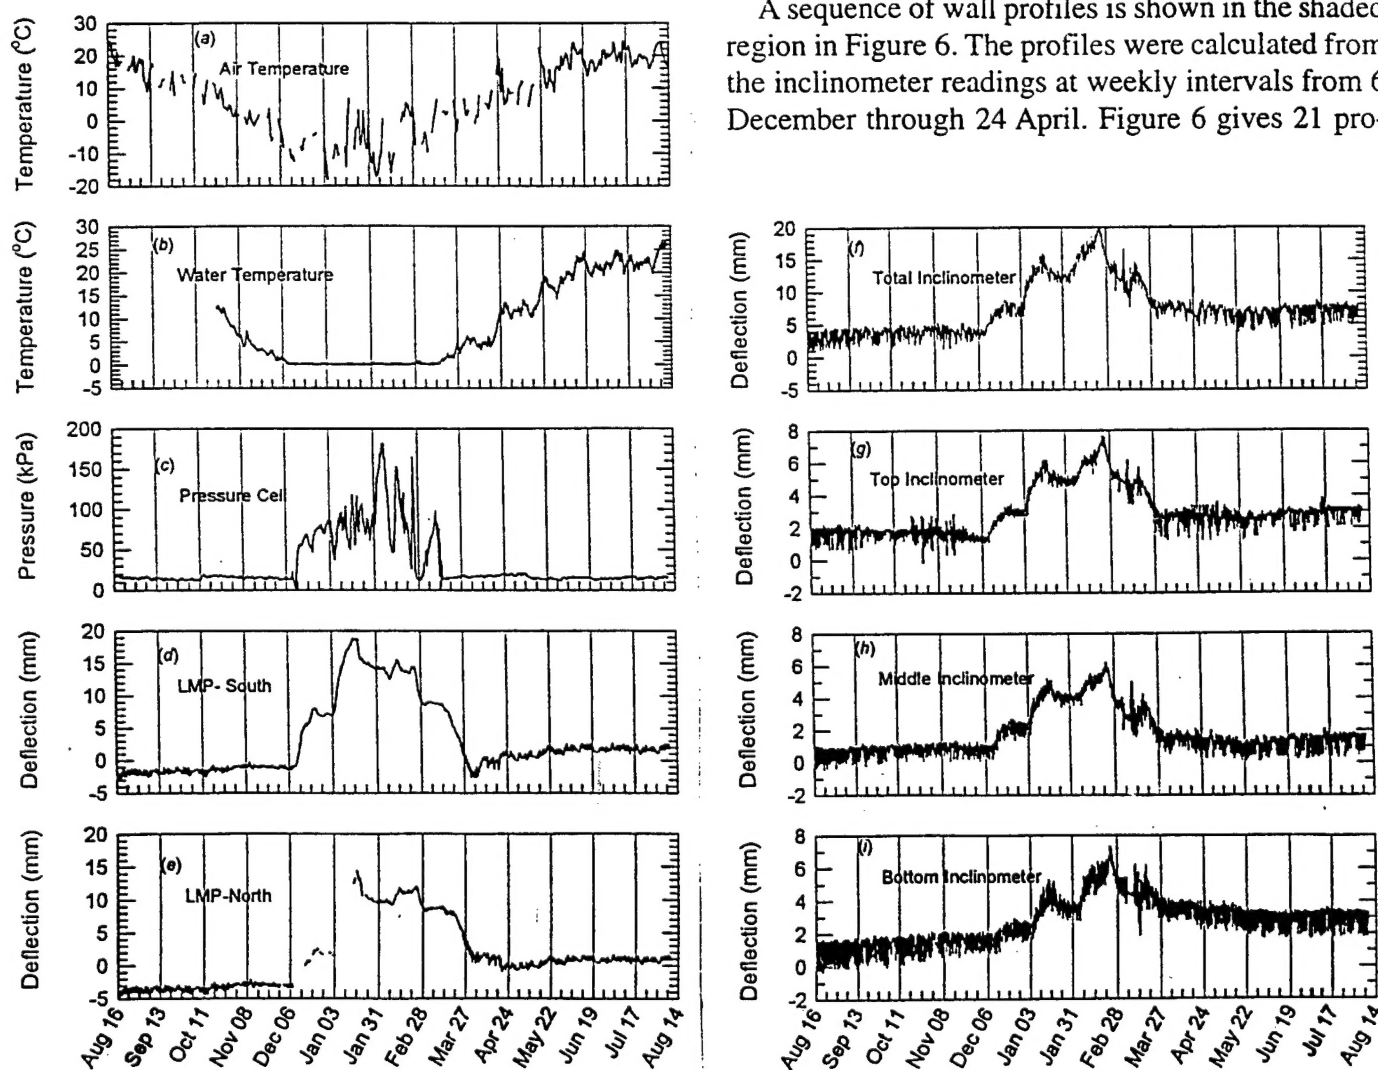 A sequence of wall profiles is shown in the shaded
region in Figure 6. The profiles were calculated from
the inclinometer readings at weekly intervals from 6
December through 24 April. Figure 6 gives 21 pro-
Temperature (⁰C)
30
20
10
0
-10
-20
(a)
Air Temperature
Temperature (⁰C)
30
25
20
15
10
5
0
-5
(b)
Water Temperature
Pressure (kPa)
200
150
100
50
0
(c)
Pressure Cell
Deflection (mm)
20
15
10
5
0
-5
(d)
LMP- South
Deflection (mm)
20
15
10
5
0
-5
(e)
LMP-North
Aug 16
Sep 13
Oct 11
Nov 08
Dec 06
Jan 03
Jan 31
Feb 28
Mar 27
Apr 24
May 22
Jun 19
Jul 17
Aug 14
Deflection (mm)
20
15
10
5
0
-5
(f)
Total Inclinometer
Deflection (mm)
8
6
4
2
0
-2
(g)
Top Inclinometer
Deflection (mm)
8
6
4
2
0
-2
(h)
Middle Inclinometer
Deflection (mm)
8
6
4
2
0
-2
(i)
Bottom Inclinometer
Aug 16
Sep 13
Oct 11
Nov 08
Dec 06
Jan 03
Jan 31
Feb 28
Mar 27
Apr 24
May 22
Jun 19
Jul 17
Aug 14